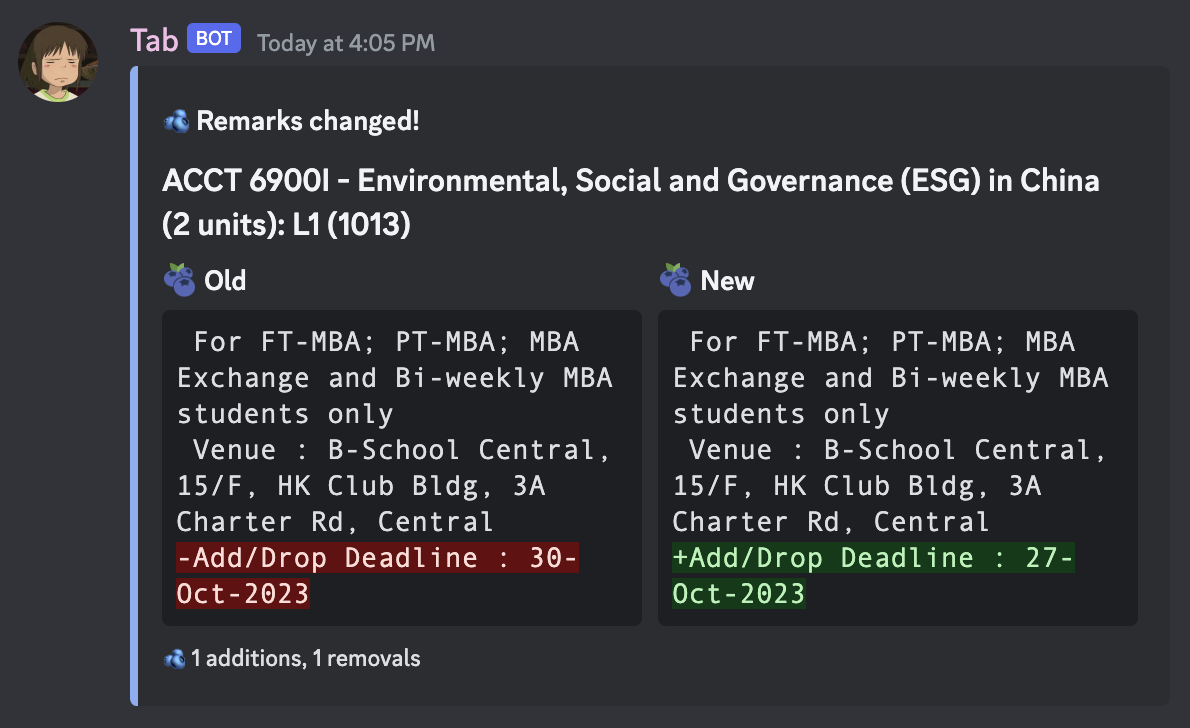 Tab BOT Today at 4:05 PM
Remarks changed!
ACCT 6900I - Environmental, Social and Governance (ESG) in China
(2 units): L1 (1013)
Old
For FT-MBA; PT-MBA; MBA
Exchange and Bi-weekly MBA
students only
Venue : B-School Central,
15/F, HK Club Bldg, 3A
Charter Rd, Central
-Add/Drop Deadline : 30-
Oct-2023
New
For FT-MBA; PT-MBA; MBA
Exchange and Bi-weekly MBA
students only
Venue : B-School Central,
15/F, HK Club Bldg, 3A
Charter Rd, Central
+Add/Drop Deadline : 27-
Oct-2023
1 additions, 1 removals